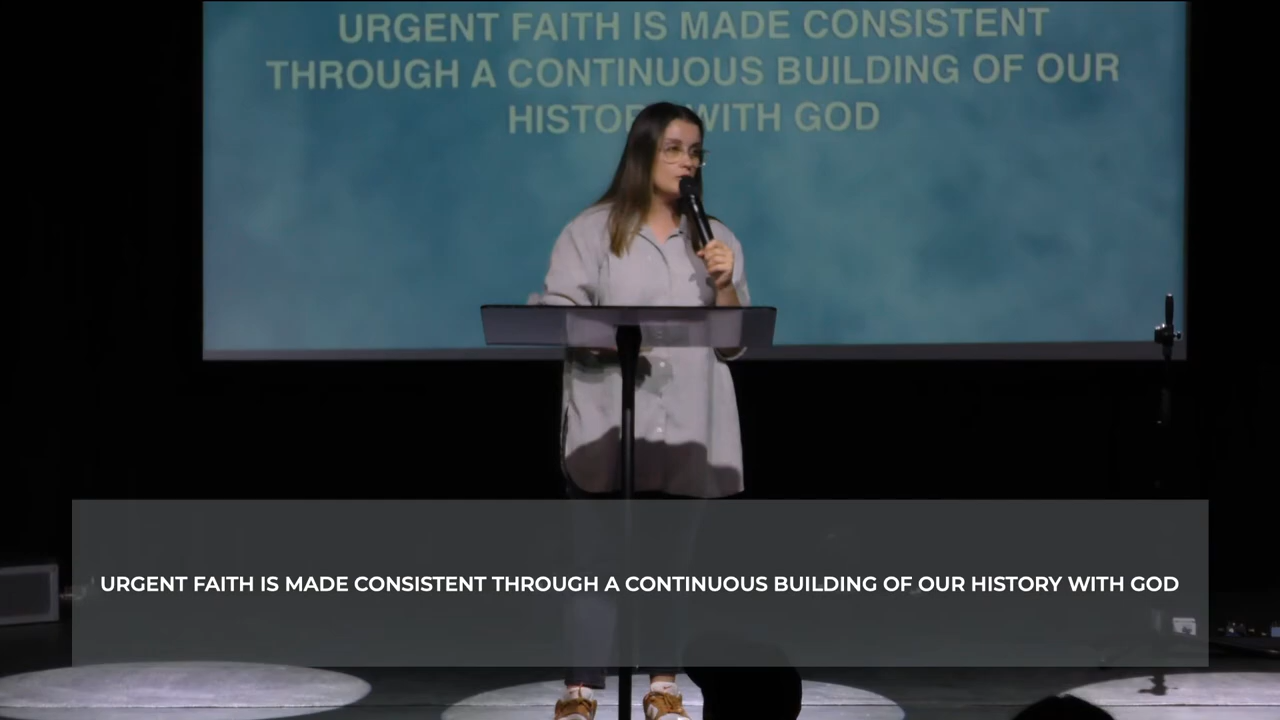 URGENT FAITH IS MADE CONSISTENT
THROUGH A CONTINUOUS BUILDING OF OUR
WITH GOD
URGENT FAITH IS MADE CONSISTENT THROUGH A CONTINUOUS BUILDING OF OUR HISTORY WITH GOD